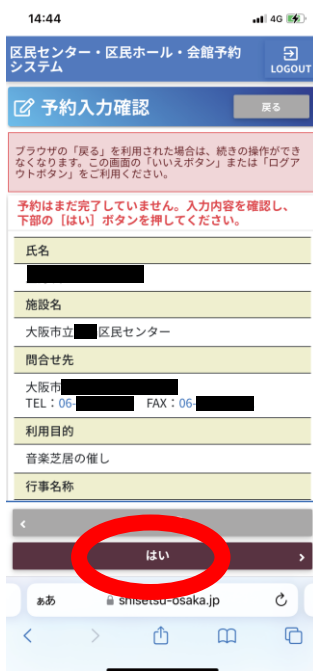 14:44
4G
区民センター・区民ホール・会館予約
システム
LOGOUT
予約入力確認
戻る
ブラウザの「戻る」を利用された場合は、続きの操作ができ
なくなります。この画面の「いいえボタン」または「ログア
ウトボタン」をご利用ください。
予約はまだ完了していません。入力内容を確認し、
下部の［はい］ボタンを押してください。
氏名
施設名
大阪市立 区民センター
問合せ先
大阪市
TEL：06- FAX：06-
利用目的
音楽芝居の催し
行事名称
はい
ぁあ shisetsu-osaka.jp